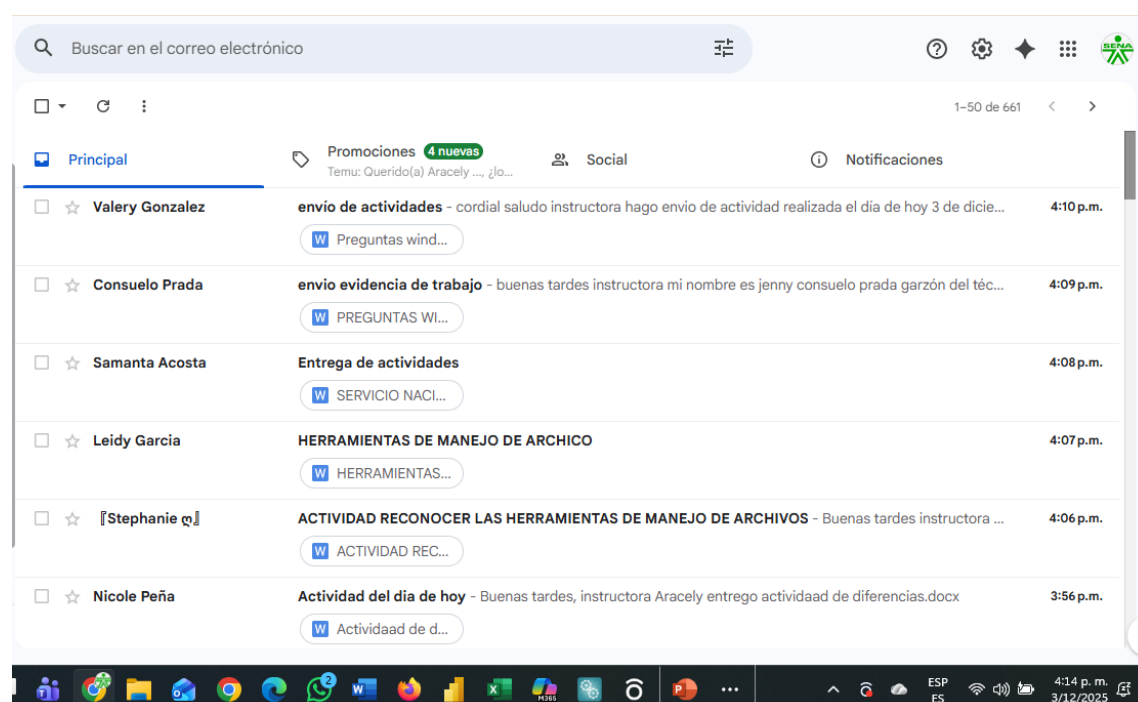 Buscar en el correo electrónico
SENA
1–50 de 661
Principal
Promociones 4 nuevas
Temu: Querido(a) Aracely ..., ¿lo...
Social
Notificaciones
Valery Gonzalez envío de actividades - cordial saludo instructora hago envio de actividad realizada el día de hoy 3 de dicie... 4:10 p.m.
W Preguntas wind...
Consuelo Prada envio evidencia de trabajo - buenas tardes instructora mi nombre es jenny consuelo prada garzón del téc... 4:09 p.m.
W PREGUNTAS WI...
Samanta Acosta Entrega de actividades 4:08 p.m.
W SERVICIO NACI...
Leidy Garcia HERRAMIENTAS DE MANEJO DE ARCHICO 4:07 p.m.
W HERRAMIENTAS...
『Stephanie ღ』 ACTIVIDAD RECONOCER LAS HERRAMIENTAS DE MANEJO DE ARCHIVOS - Buenas tardes instructora ... 4:06 p.m.
W ACTIVIDAD REC...
Nicole Peña Actividad del dia de hoy - Buenas tardes, instructora Aracely entrego actividaad de diferencias.docx 3:56 p.m.
W Actividaad de d...
2
M365
ESP
ES
4:14 p. m.
3/12/2025